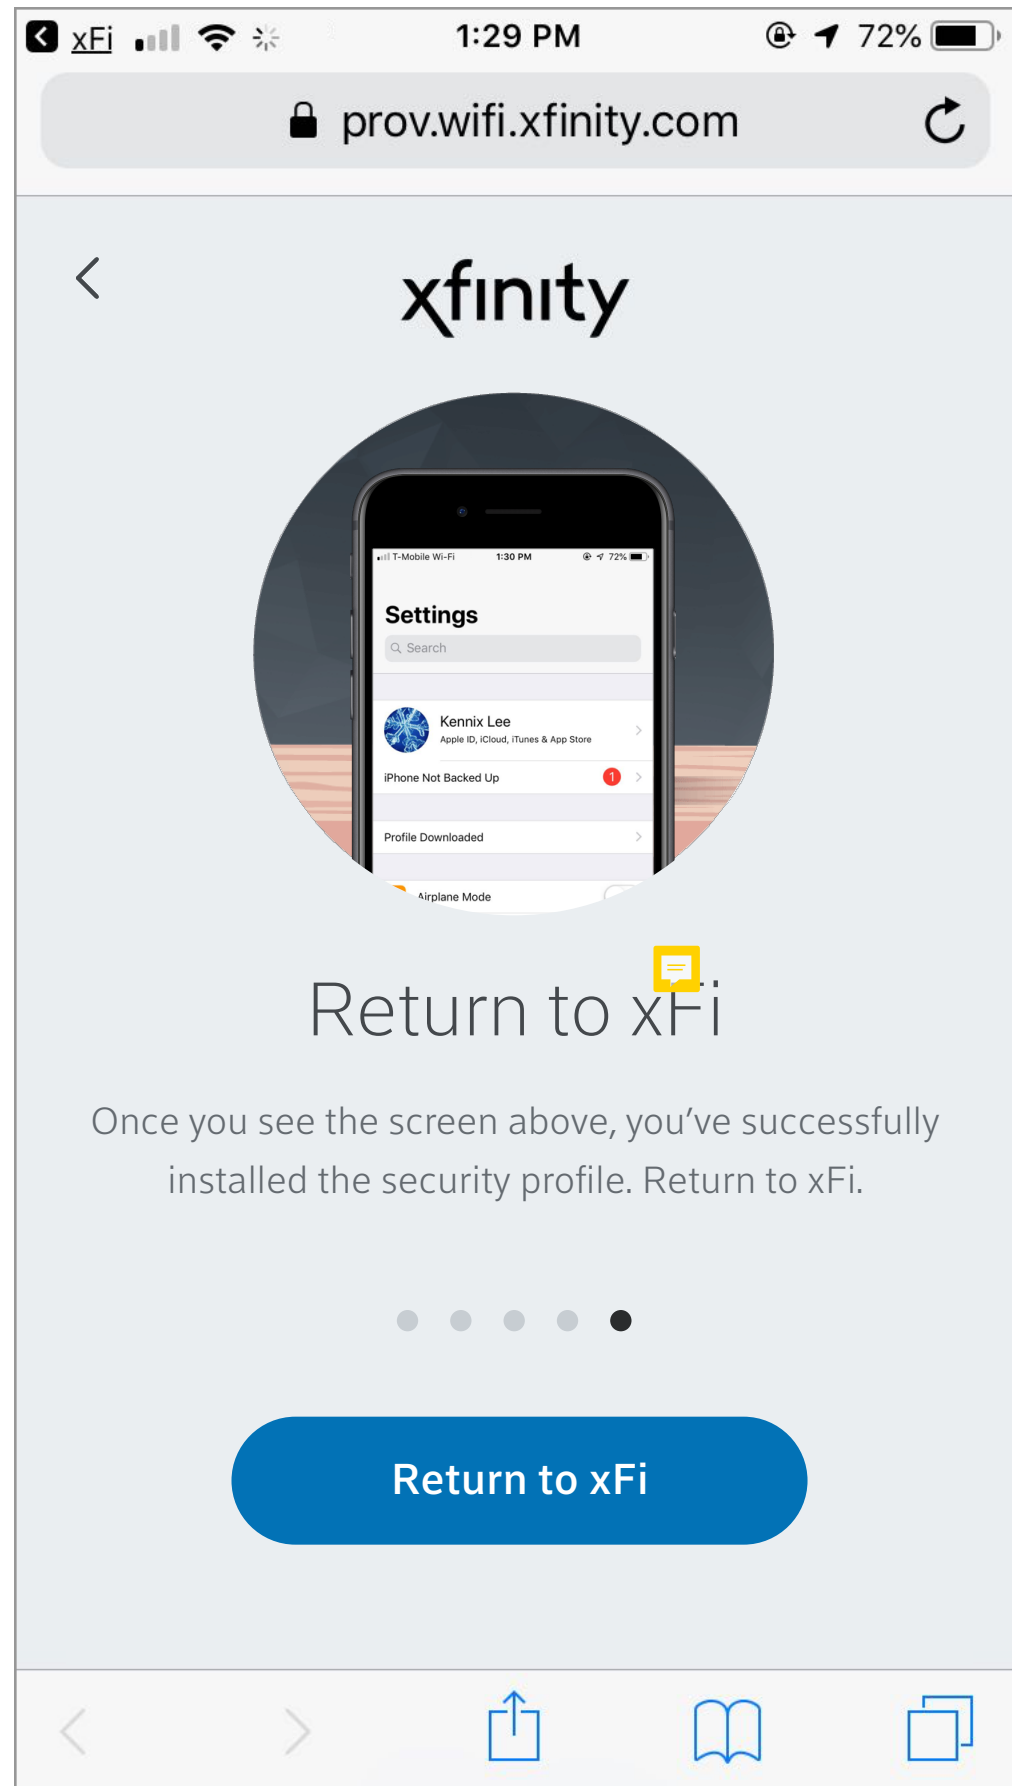 xFi 1:29 PM 72%
prov.wifi.xfinity.com
xfinity
T-Mobile Wi-Fi 1:30 PM 72%
Settings
Search
Kennix Lee
Apple ID, iCloud, iTunes & App Store
iPhone Not Backed Up 1
Profile Downloaded
Airplane Mode
Return to xFi
Once you see the screen above, you've successfully
installed the security profile. Return to xFi.
Return to xFi